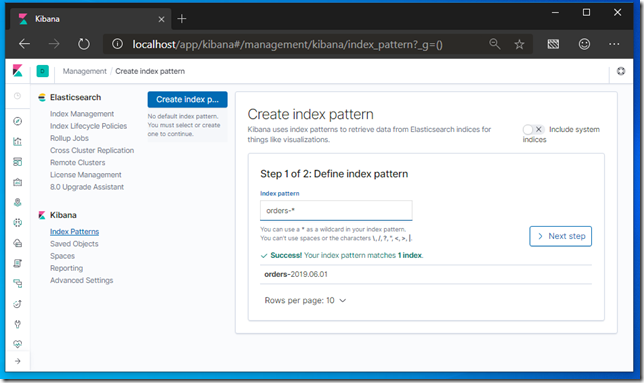 Kibana
localhost/app/kibana#/management/kibana/index_pattern?_g=()
D
Management
Create index pattern
Elasticsearch
Index Management
Index Lifecycle Policies
Rollup Jobs
Cross Cluster Replication
Remote Clusters
License Management
8.0 Upgrade Assistant
Kibana
Index Patterns
Saved Objects
Spaces
Reporting
Advanced Settings
Create index p...
No default index pattern.
You must select or create
one to continue.
Create index pattern
Kibana uses index patterns to retrieve data from Elasticsearch indices for
things like visualizations.
Include system
indices
Step 1 of 2: Define index pattern
Index pattern
orders-*
You can use a * as a wildcard in your index pattern.
You can't use spaces or the characters \, /, ?, ", <, >, |.
Next step
Success! Your index pattern matches 1 index.
orders-2019.06.01
Rows per page: 10